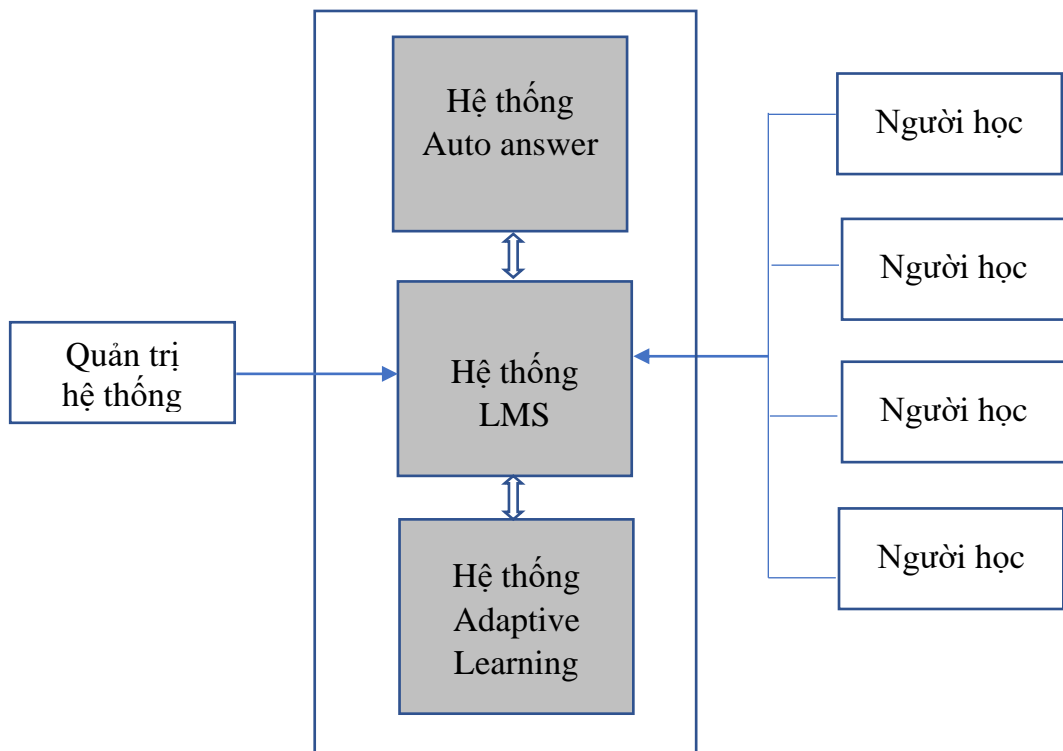 Hệ thống
Auto answer
Người học
Người học
Quản trị
hệ thống
Hệ thống
LMS
Người học
Hệ thống
Adaptive
Learning
Người học